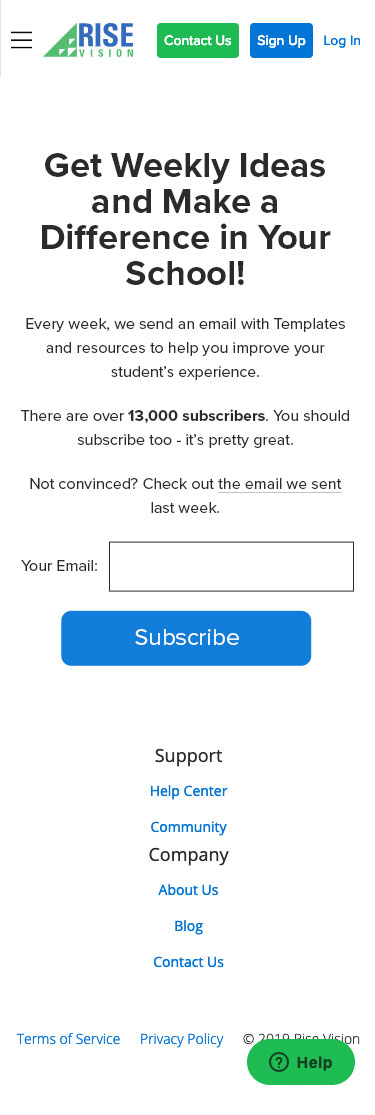 RISE
VISION
Contact Us
Sign Up
Log In
Get Weekly Ideas
and Make a
Difference in Your
School!
Every week, we send an email with Templates
and resources to help you improve your
student's experience.
There are over 13,000 subscribers. You should
subscribe too - it's pretty great.
Not convinced? Check out the email we sent
last week.
Your Email:
Subscribe
Support
Help Center
Community
Company
About Us
Blog
Contact Us
Terms of Service Privacy Policy © 2019 Rise Vision
Help